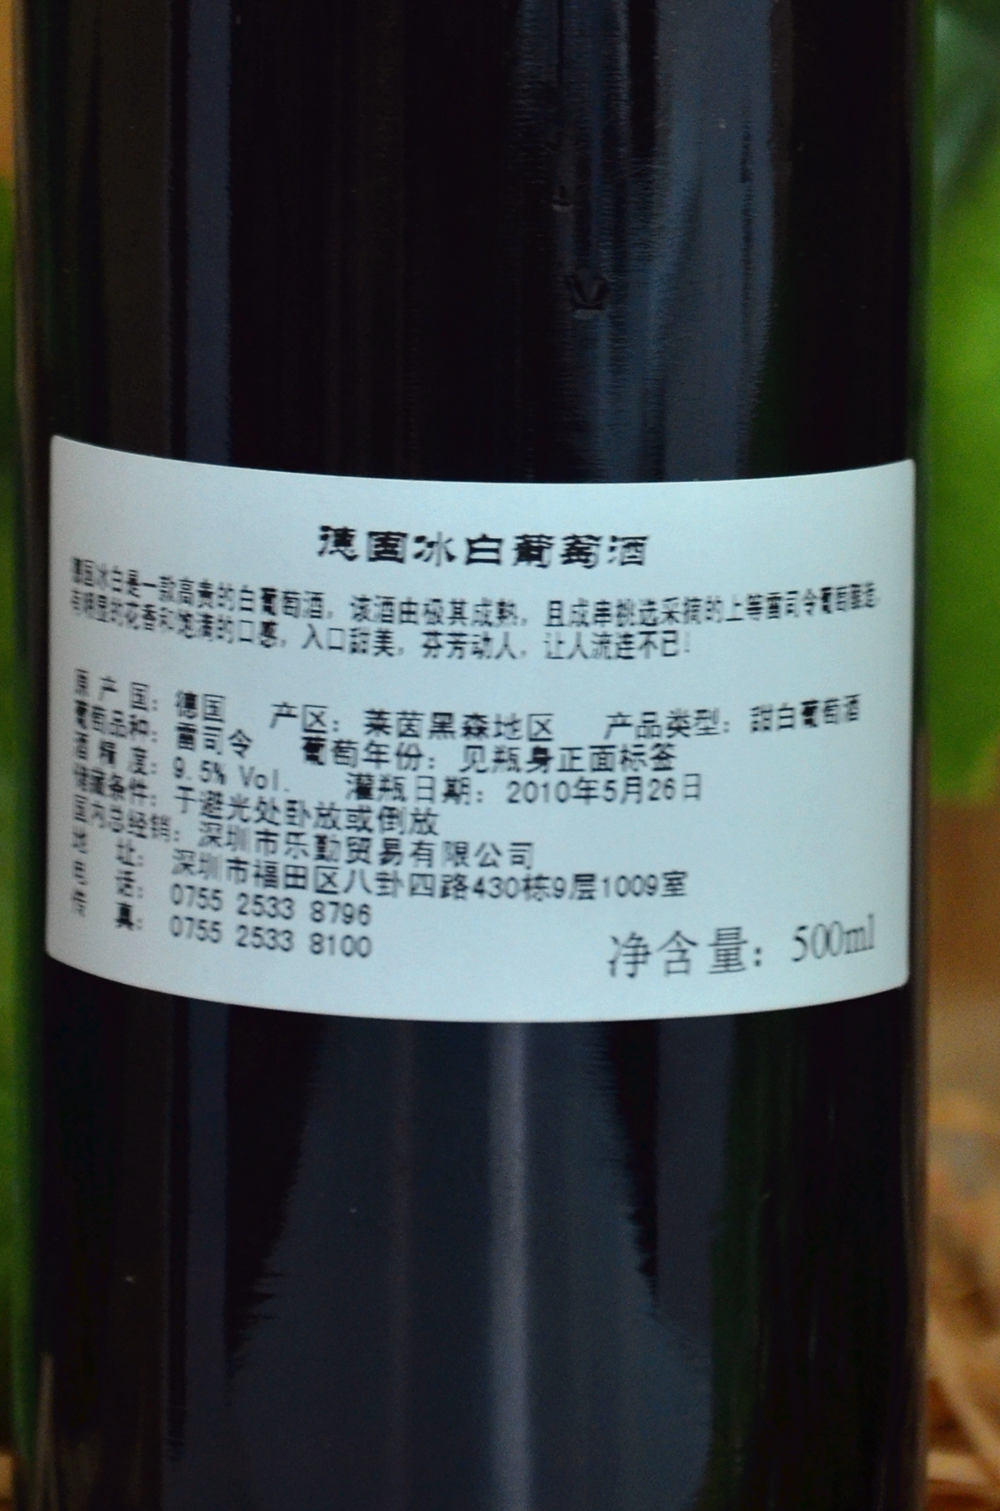 德国冰白葡萄酒
德国冰白是一款高贵的白葡萄酒，该酒由极其成熟，且成串挑选采摘的上等雷司令葡萄酿造，
有明显的花香和饱满的口感，入口甜美，芬芳动人，让人流连不已！
原产国：德国 产区：莱茵黑森地区 产品类型：甜白葡萄酒
葡萄品种：雷司令 葡萄年份：见瓶身正面标签
酒精度：9.5% Vol. 灌瓶日期：2010年5月26日
储藏条件：于避光处卧放或倒放
国内总经销：深圳市乐勤贸易有限公司
地址：深圳市福田区八卦四路430栋9层1009室
电话：0755 2533 8796
传真：0755 2533 8100
净含量：500ml